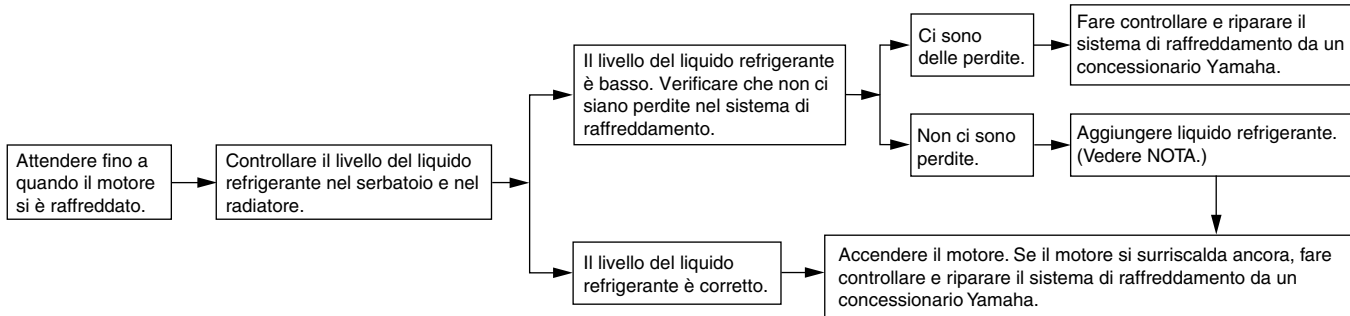 Attendere fino a
quando il motore
si è raffreddato.
Controllare il livello del liquido
refrigerante nel serbatoio e nel
radiatore.
Il livello del liquido refrigerante
è basso. Verificare che non ci
siano perdite nel sistema di
raffreddamento.
Ci sono
delle perdite.
Fare controllare e riparare il
sistema di raffreddamento da un
concessionario Yamaha.
Non ci sono
perdite.
Aggiungere liquido refrigerante.
(Vedere NOTA.)
Il livello del liquido
refrigerante è corretto.
Accendere il motore. Se il motore si surriscalda ancora, fare
controllare e riparare il sistema di raffreddamento da un
concessionario Yamaha.